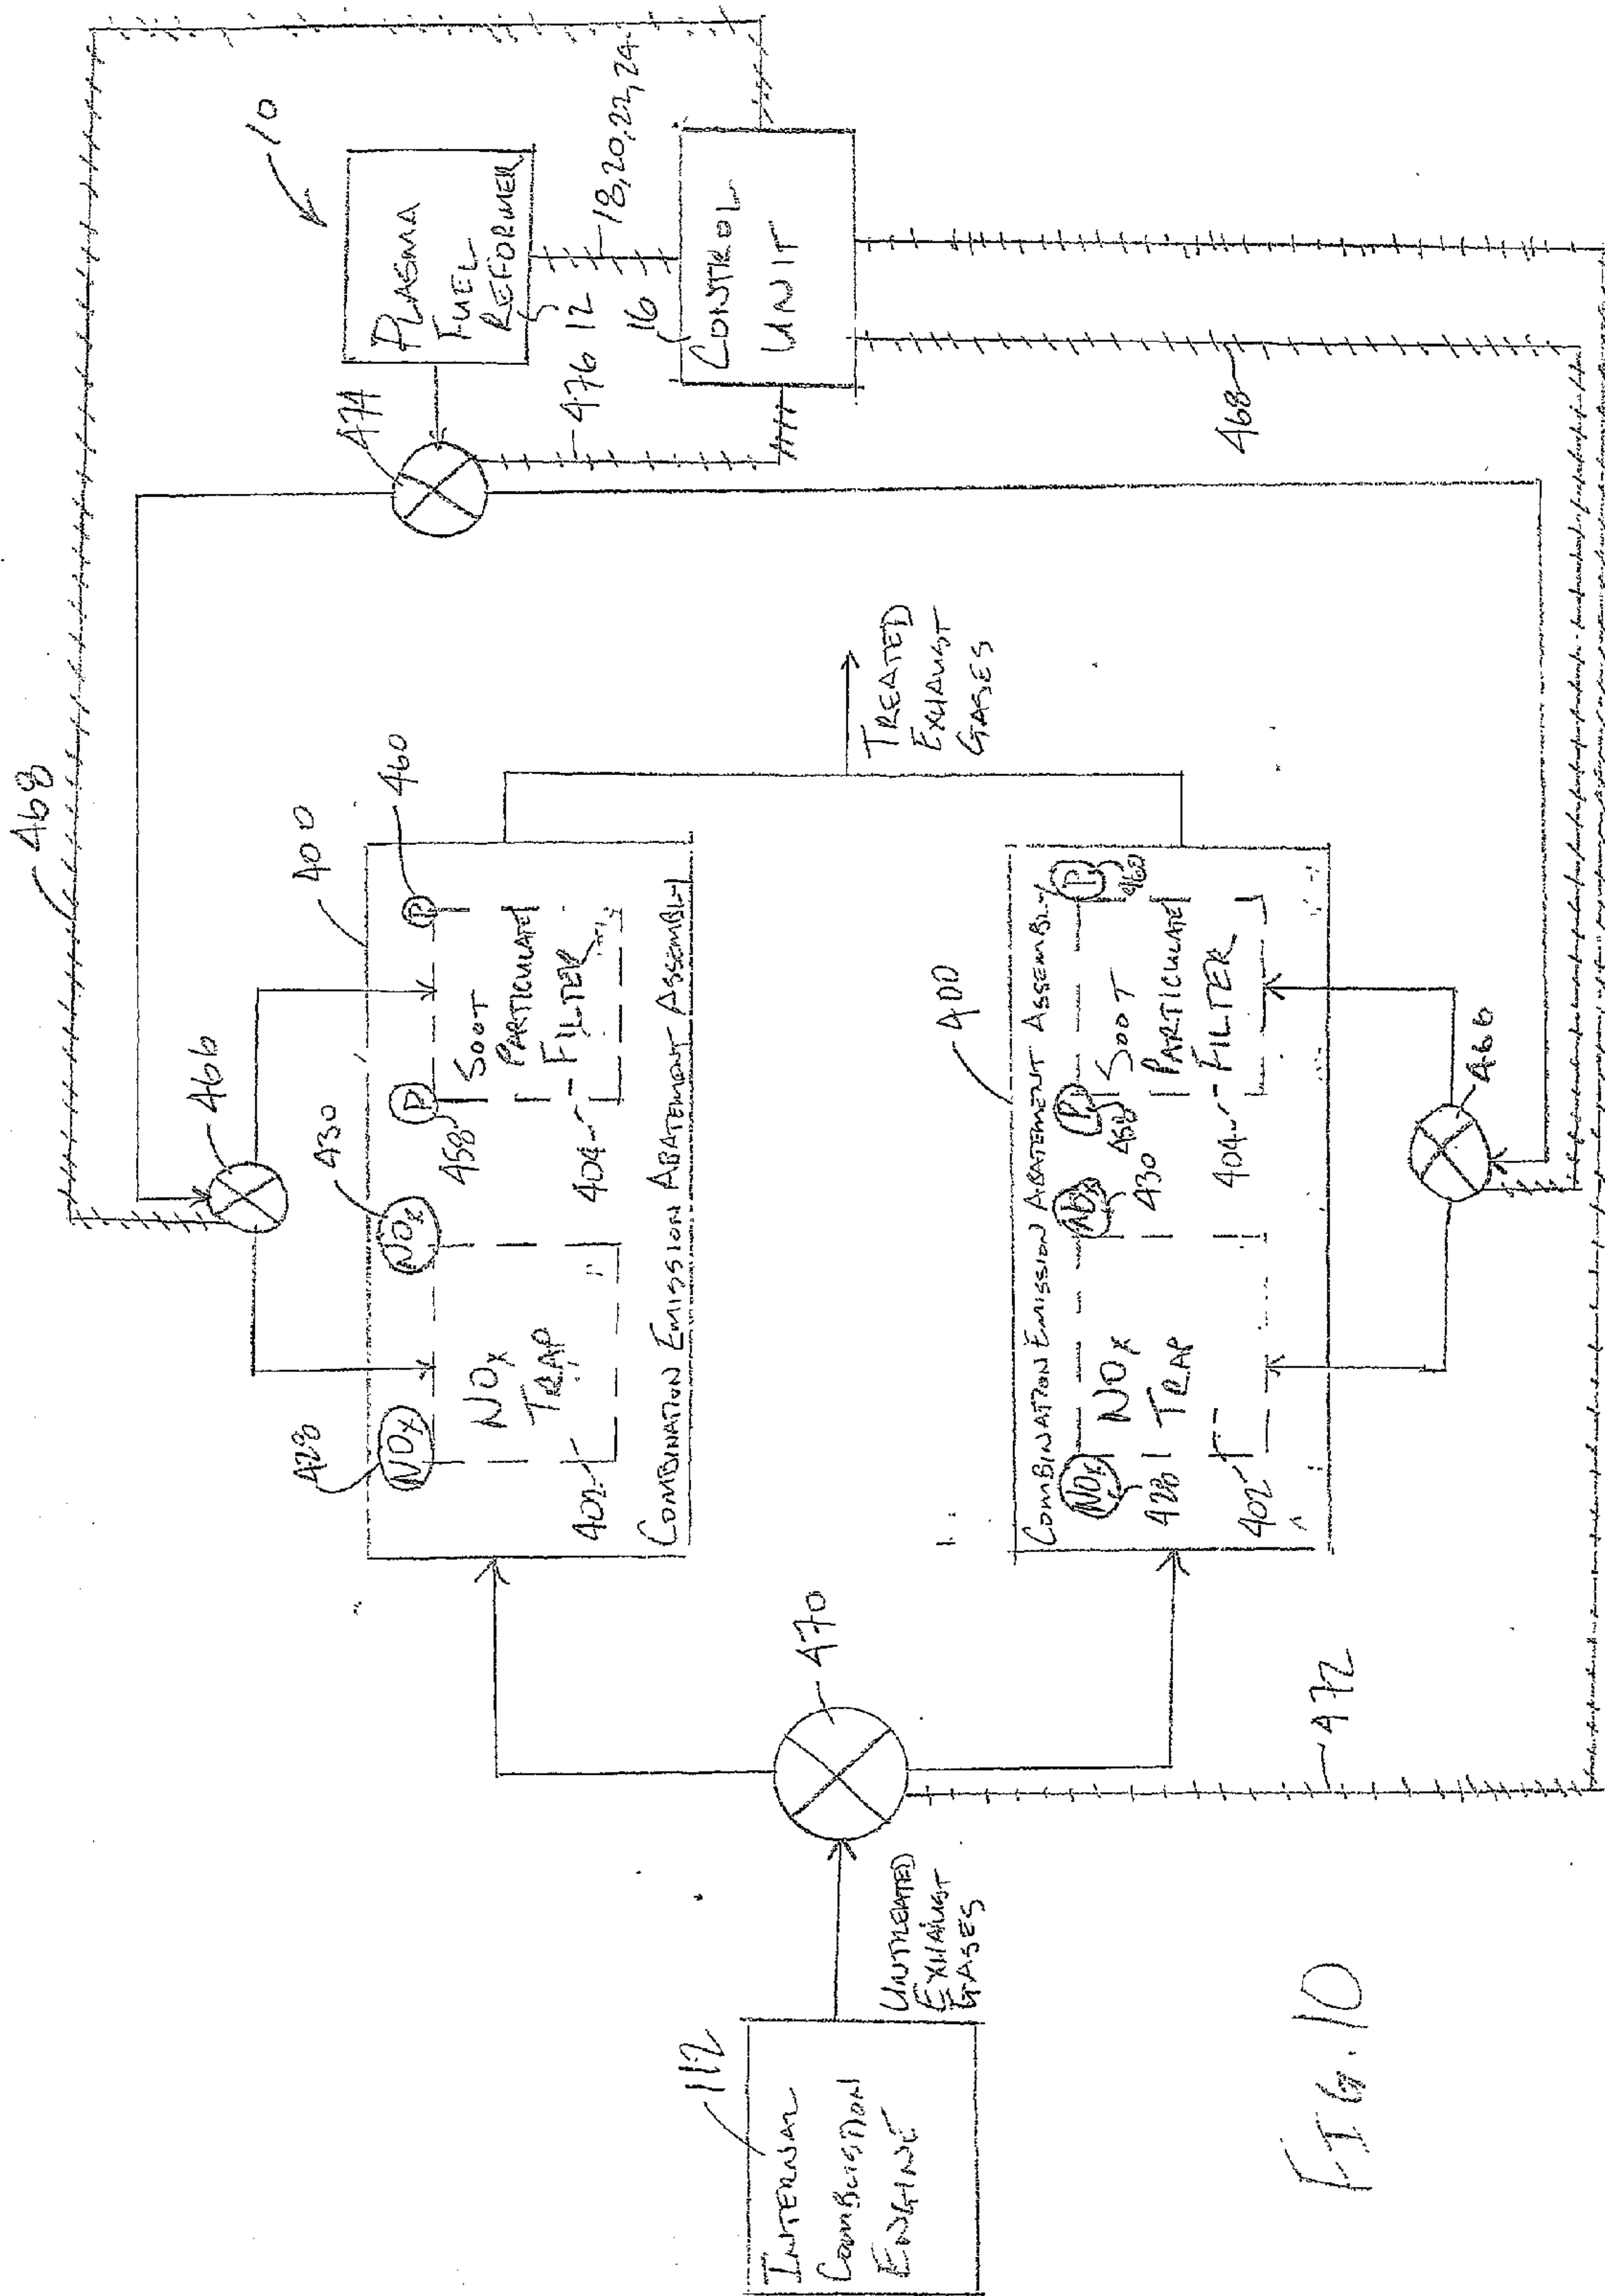 468
10
474
PLASMA
FUEL
REFORMER
476
12
18,20,22,24
16
CONTROL
UNIT
468
466
400
460
428
NOx
430
NOx
P
P
458
NOx
TRAP
SOOT
PARTICULATE
FILTER
402
404
COMBINATION EMISSION ABATEMENT ASSEMBLY
TREATED
EXHAUST
GASES
112
INTERNAL
COMBUSTION
ENGINE
UNTREATED
EXHAUST
GASES
470
400
COMBINATION EMISSION ABATEMENT ASSEMBLY
NOx
NOx
P
P
428
430
458
460
NOx
TRAP
SOOT
PARTICULATE
FILTER
402
404
466
472
FIG. 10